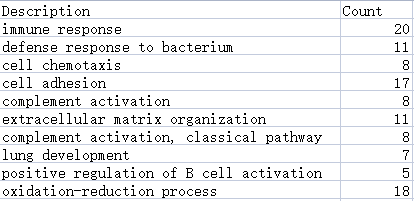 Description Count
immune response 20
defense response to bacterium 11
cell chemotaxis 8
cell adhesion 17
complement activation 8
extracellular matrix organization 11
complement activation, classical pathway 8
lung development 7
positive regulation of B cell activation 5
oxidation-reduction process 18